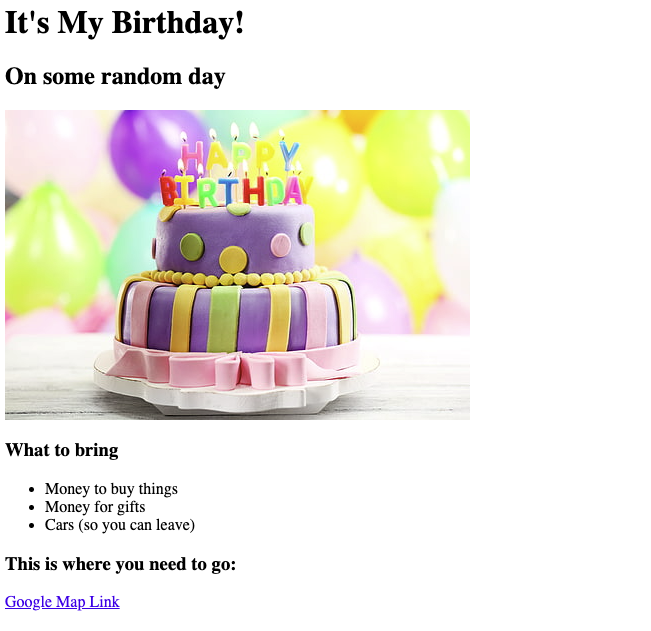 It's My Birthday!
On some random day
HAPPY
BIRTHDAY
What to bring
Money to buy things
Money for gifts
Cars (so you can leave)
This is where you need to go:
Google Map Link